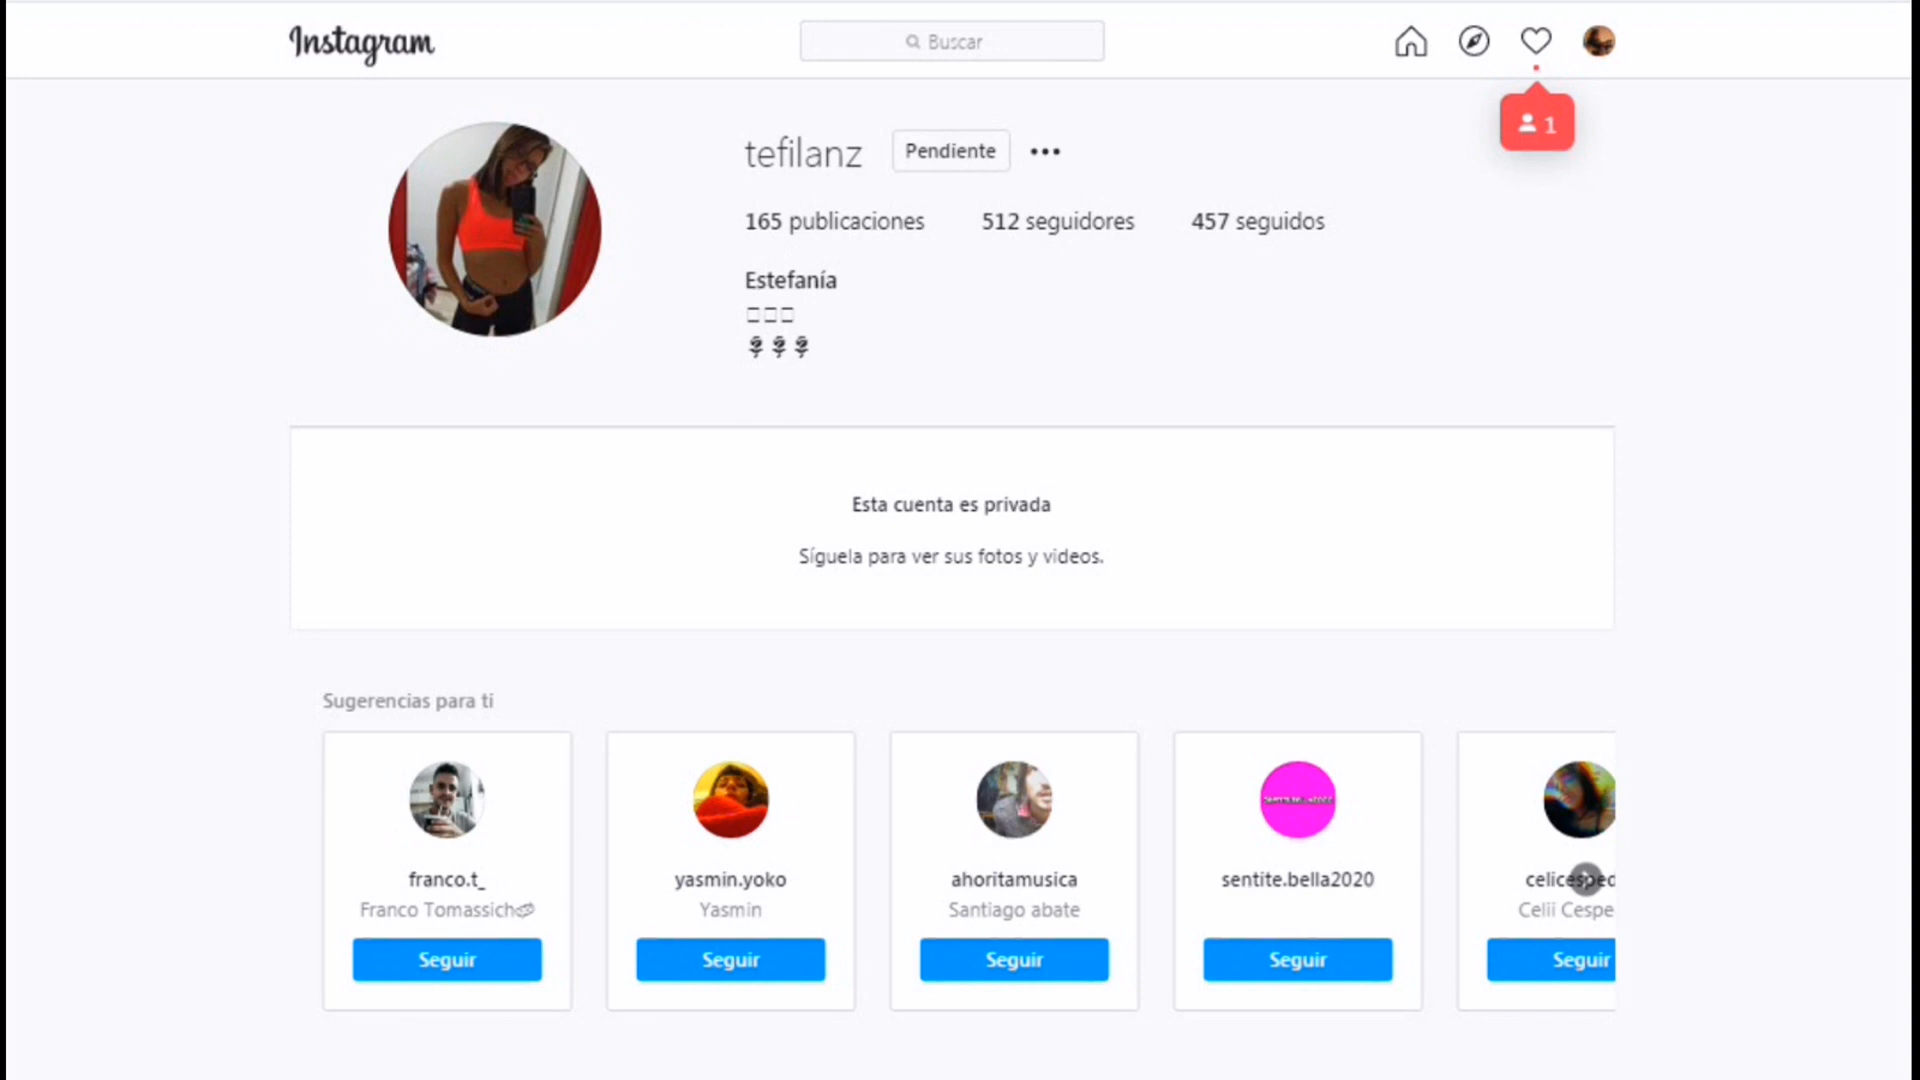 Instagram
Buscar
1
tefilanz
Pendiente
165 publicaciones
512 seguidores
457 seguidos
Estefanía
Esta cuenta es privada
Síguela para ver sus fotos y videos.
Sugerencias para ti
franco.t_
Franco Tomassich
Seguir
yasmin.yoko
Yasmin
Seguir
ahoritamusica
Santiago abate
Seguir
sentite.bella2020
Seguir
Celii Cespe
Seguir